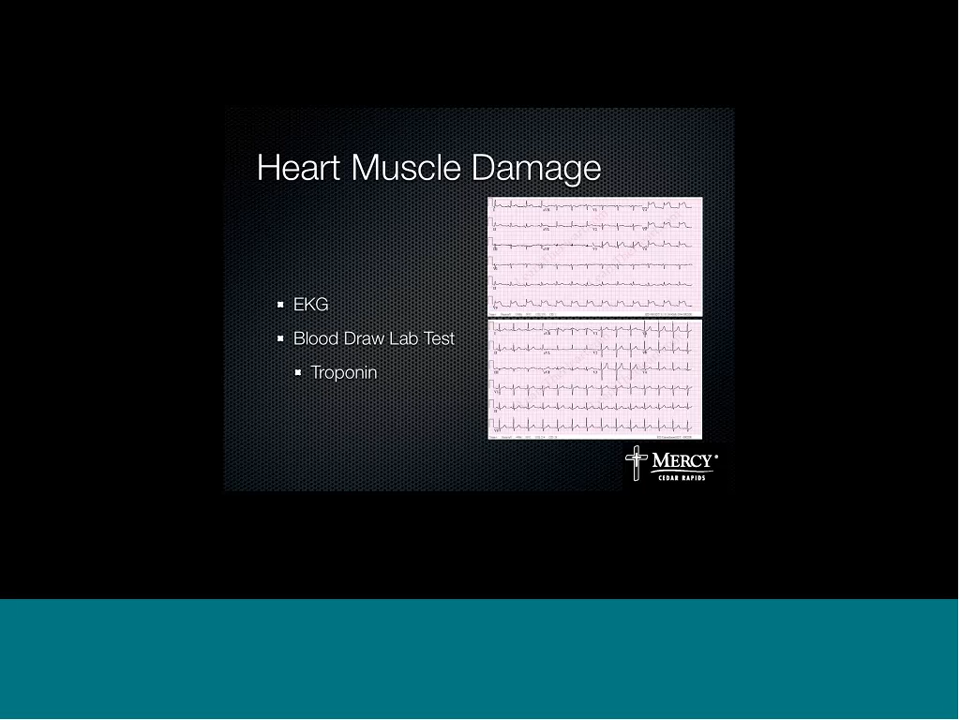 Heart Muscle Damage
EKG
Blood Draw Lab Test
Troponin
MERCY
CEDAR RAPIDS